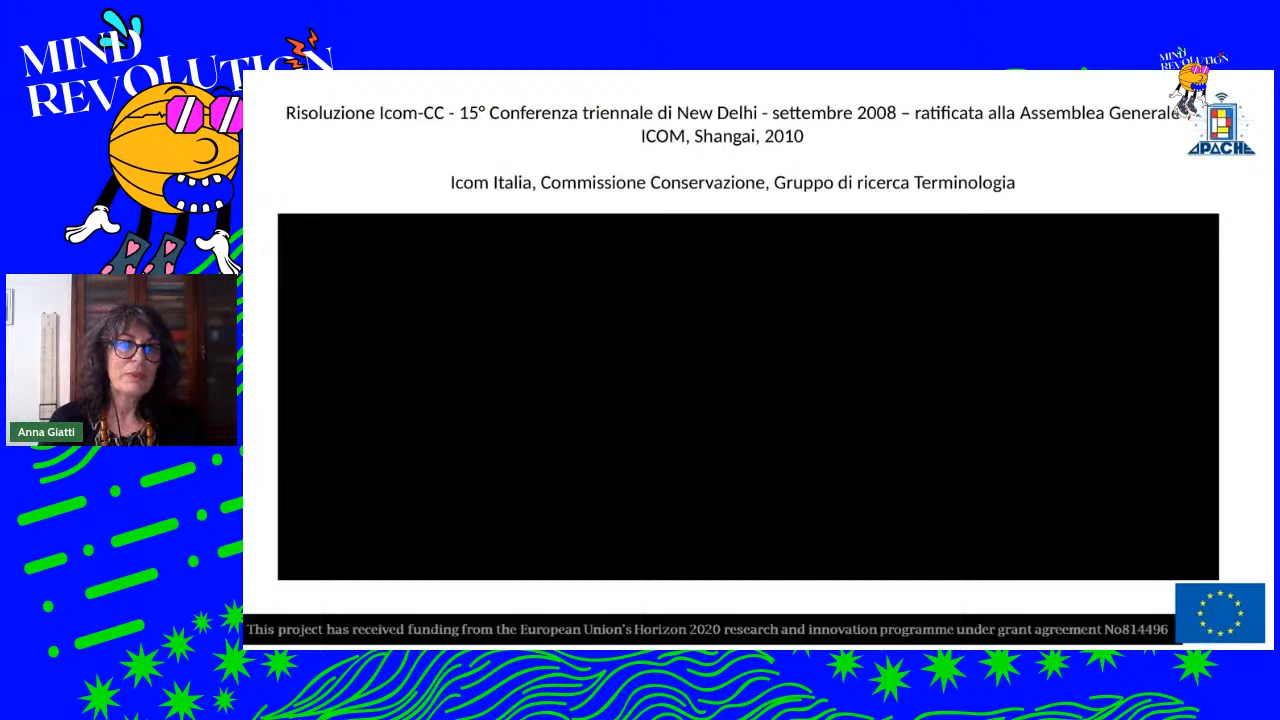 MIND
REVOLUTION
MIND
REVOLUTION
Risoluzione Icom-CC - 15° Conferenza triennale di New Delhi - settembre 2008 – ratificata alla Assemblea Generale
ICOM, Shangai, 2010
APACHE
Icom Italia, Commissione Conservazione, Gruppo di ricerca Terminologia
Anna Giatti
This project has received funding from the European Union's Horizon 2020 research and innovation programme under grant agreement No814496